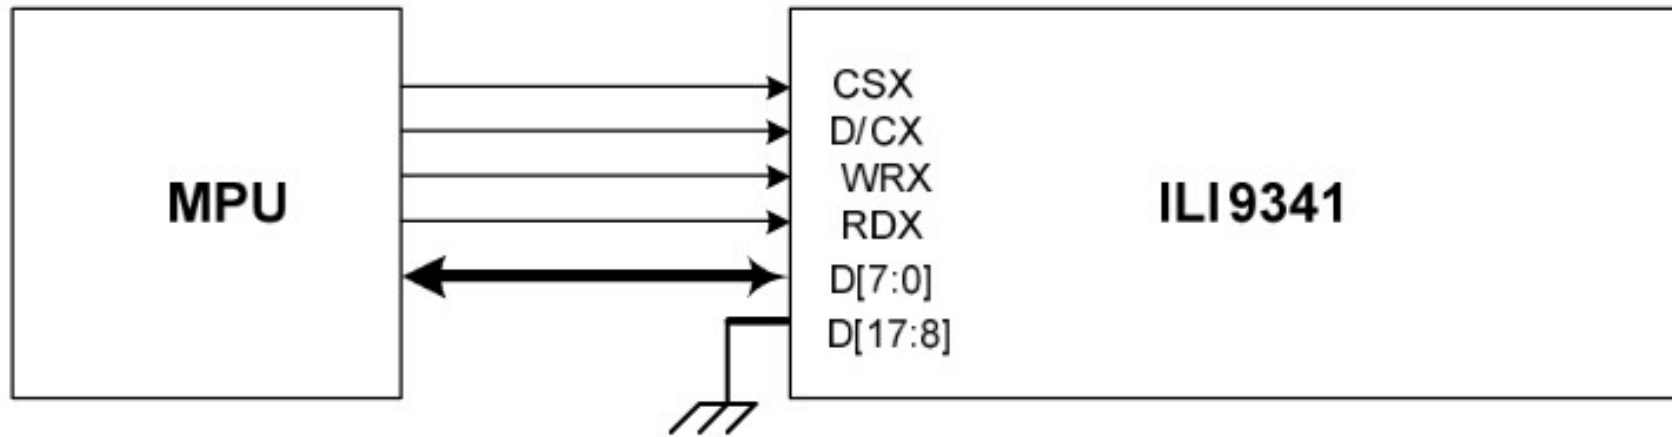 MPU
CSX
D/CX
WRX
RDX
D[7:0]
D[17:8]
ILI9341